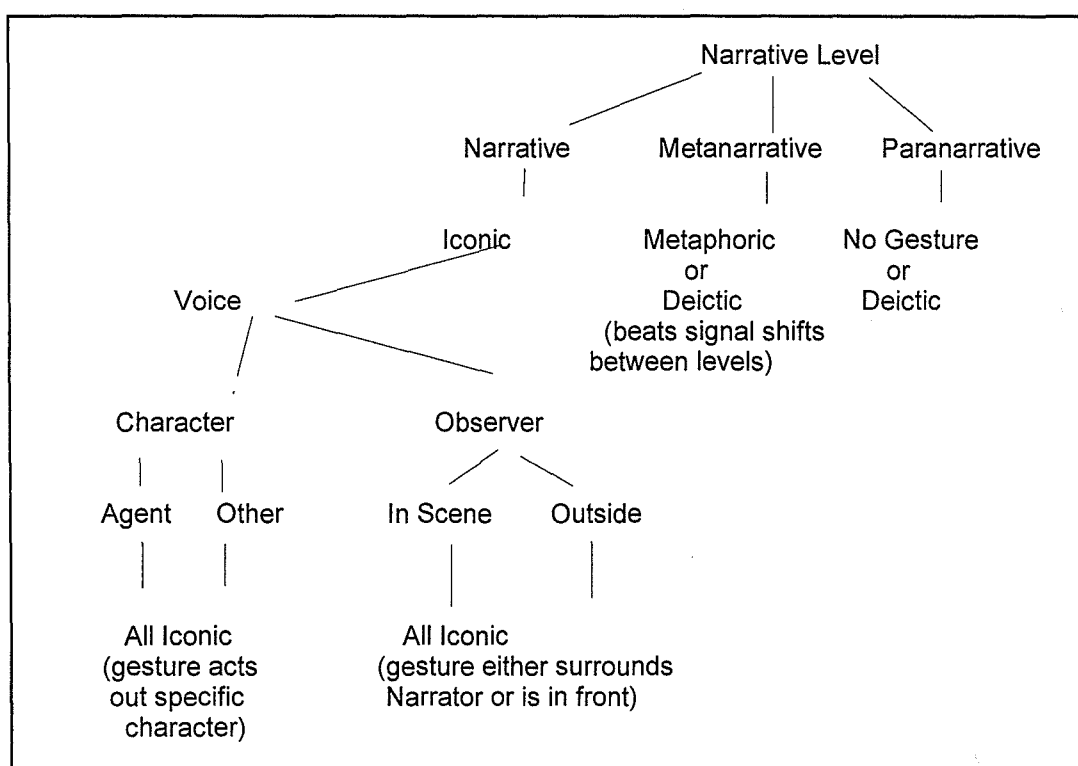 Narrative Level
Narrative Metanarrative Paranarrative
Iconic
Metaphoric
or
Deictic
(beats signal shifts
between levels)
No Gesture
or
Deictic
Voice
Character Observer
Agent Other In Scene Outside
All Iconic
(gesture acts
out specific
character)
All Iconic
(gesture either surrounds
Narrator or is in front)